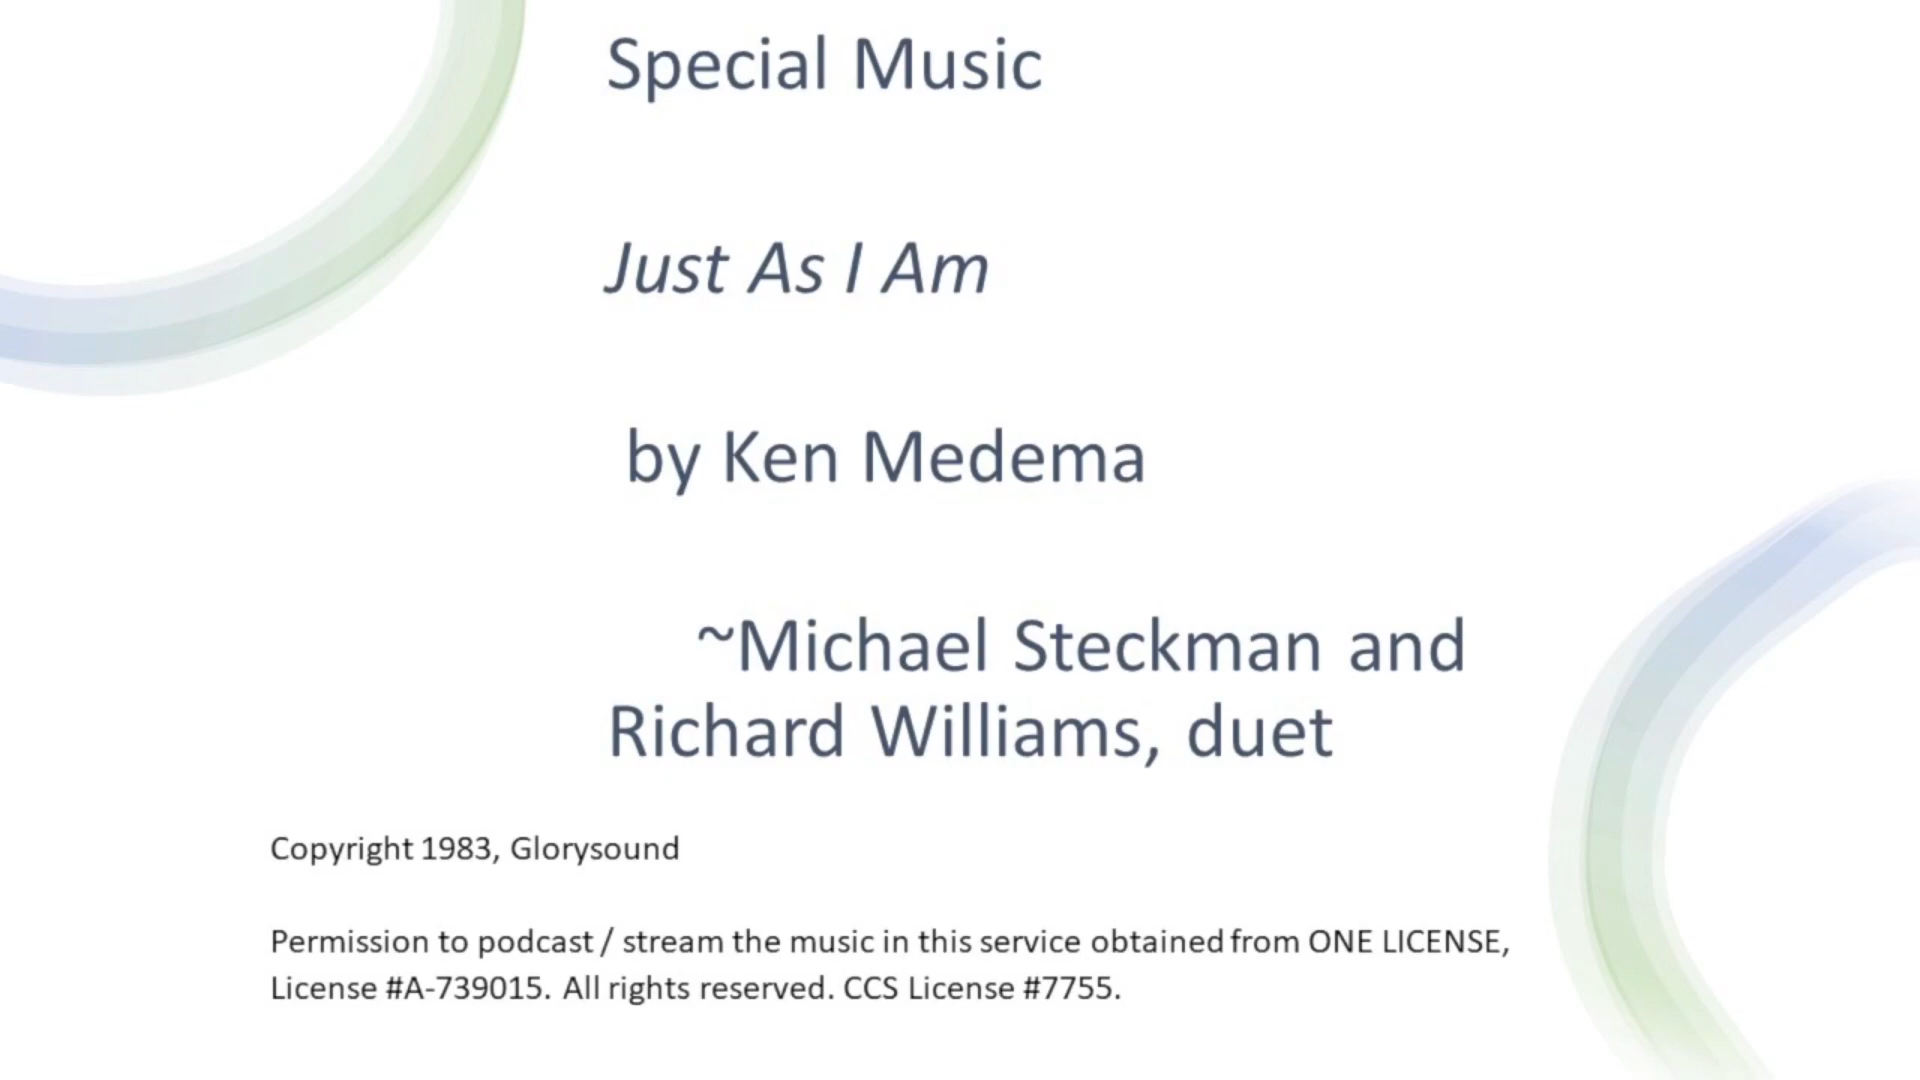 Special Music
Just As I Am
by Ken Medema
~Michael Steckman and
Richard Williams, duet
Copyright 1983, Glorysound
Permission to podcast / stream the music in this service obtained from ONE LICENSE,
License #A-739015. All rights reserved. CCS License #7755.